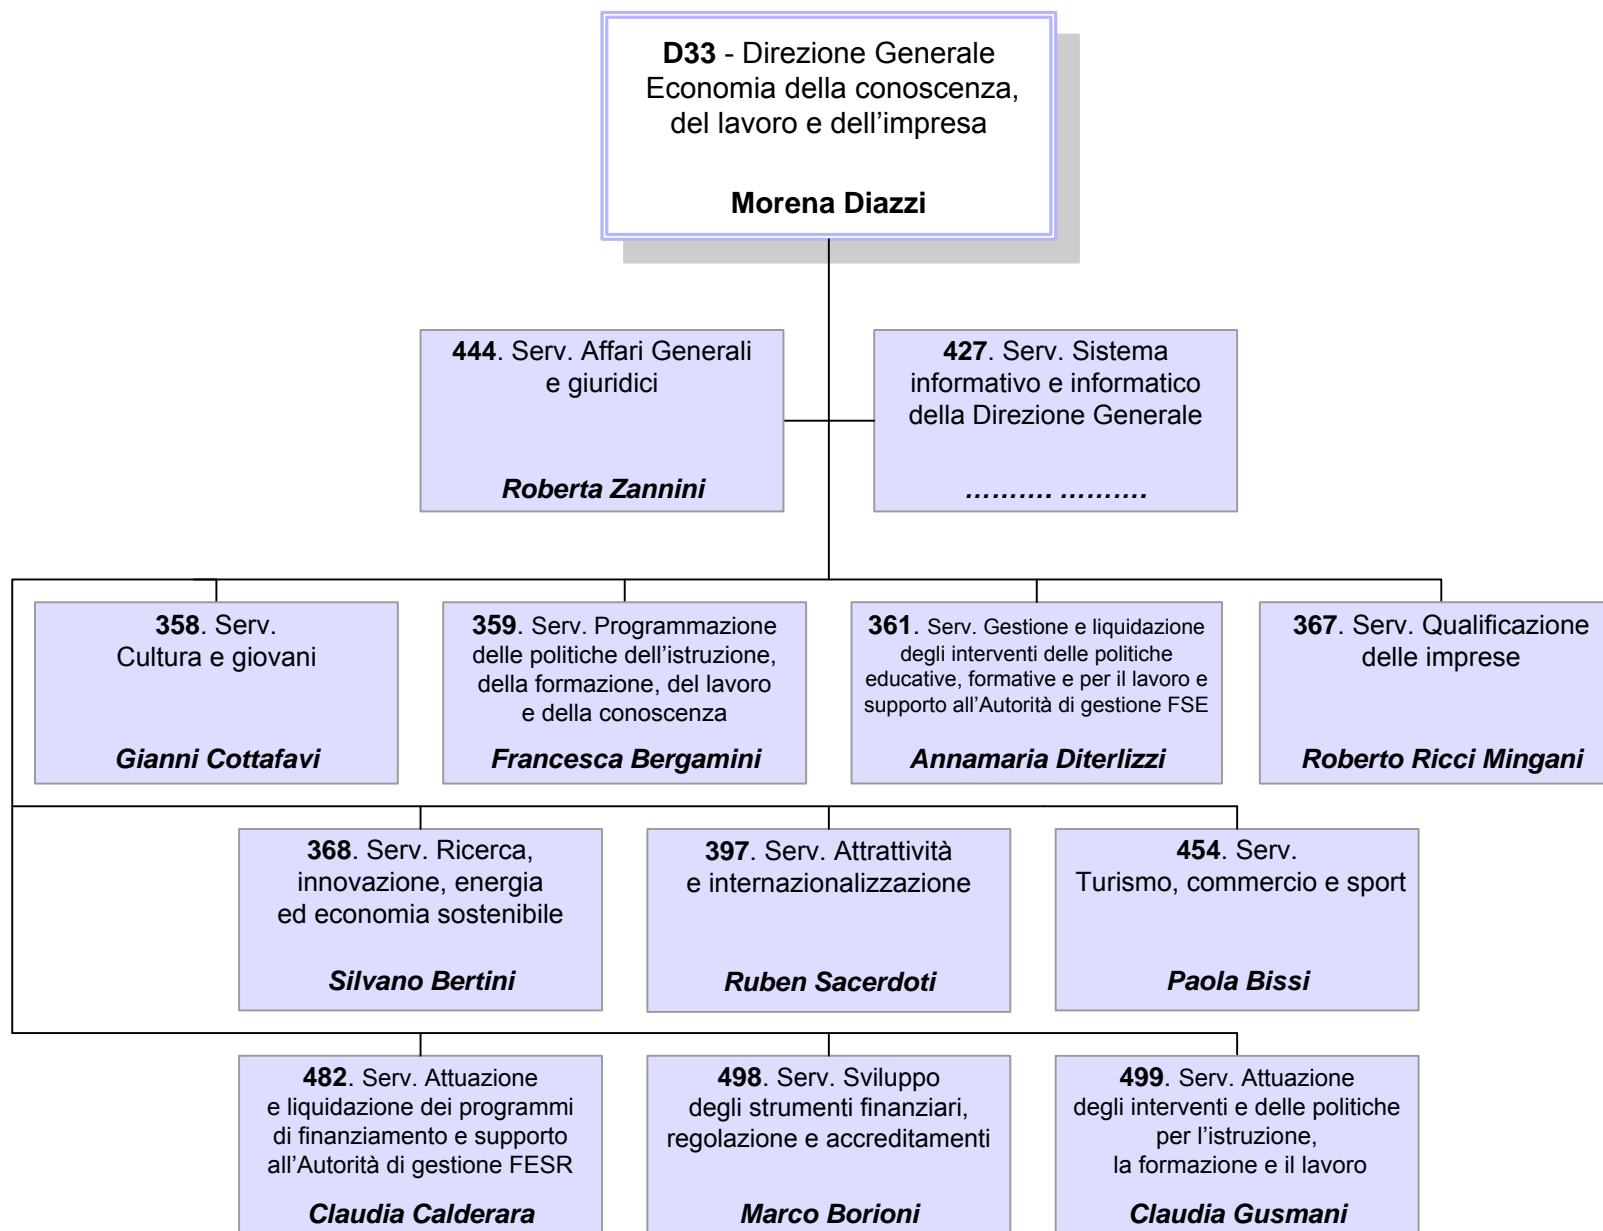 D33 - Direzione Generale
Economia della conoscenza,
del lavoro e dell’impresa
Morena Diazzi
444. Serv. Affari Generali
e giuridici
Roberta Zannini
427. Serv. Sistema
informativo e informatico
della Direzione Generale
………. ……….
358. Serv.
Cultura e giovani
Gianni Cottafavi
359. Serv. Programmazione
delle politiche dell’istruzione,
della formazione, del lavoro
e della conoscenza
Francesca Bergamini
361. Serv. Gestione e liquidazione
degli interventi delle politiche
educative, formative e per il lavoro e
supporto all’Autorità di gestione FSE
Annamaria Diterlizzi
367. Serv. Qualificazione
delle imprese
Roberto Ricci Mingani
368. Serv. Ricerca,
innovazione, energia
ed economia sostenibile
Silvano Bertini
397. Serv. Attrattività
e internazionalizzazione
Ruben Sacerdoti
454. Serv.
Turismo, commercio e sport
Paola Bissi
482. Serv. Attuazione
e liquidazione dei programmi
di finanziamento e supporto
all’Autorità di gestione FESR
Claudia Calderara
498. Serv. Sviluppo
degli strumenti finanziari,
regolazione e accreditamenti
Marco Borioni
499. Serv. Attuazione
degli interventi e delle politiche
per l’istruzione,
la formazione e il lavoro
Claudia Gusmani